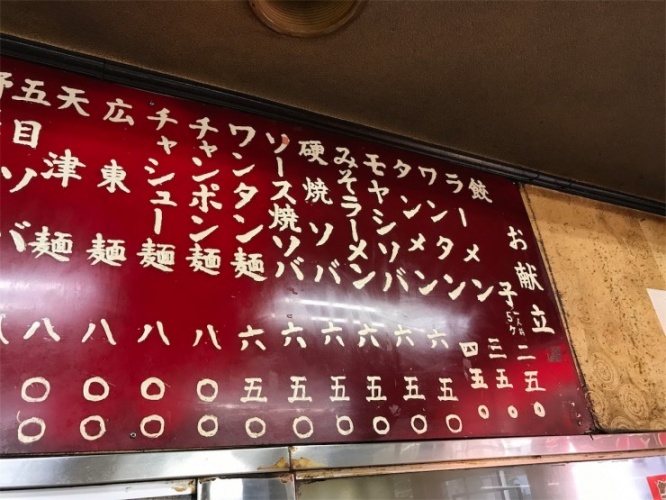 お献立
餃子 5ケ 二五〇
ラーメン 三五〇
ワンタン 四五〇
タンメン 六五〇
モヤシソバ 六五〇
みそラーメン 六五〇
硬焼ソバ 六五〇
ソース焼ソバ 六五〇
ワンタン麺 六五〇
チャンポン麺 八〇〇
チャシュー麺 八〇〇
広東麺 八〇〇
天津麺 八〇〇
五目ソバ